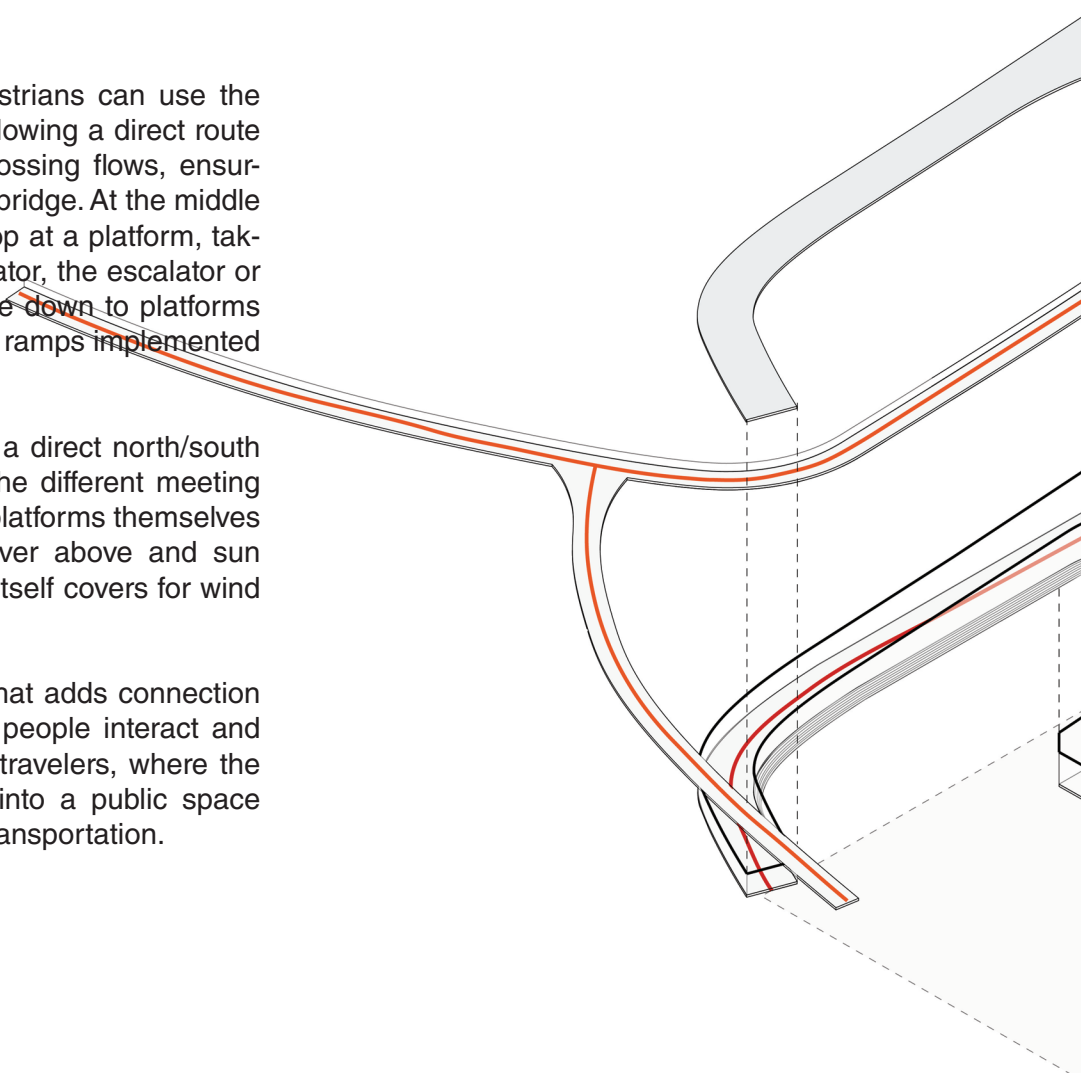 strians can use the
lowing a direct route
ossing flows, ensur-
bridge. At the middle
op at a platform, tak-
ator, the escalator or
e down to platforms
ramps implemented
a direct north/south
he different meeting
platforms themselves
ver above and sun
itself covers for wind
hat adds connection
people interact and
travelers, where the
into a public space
ansportation.